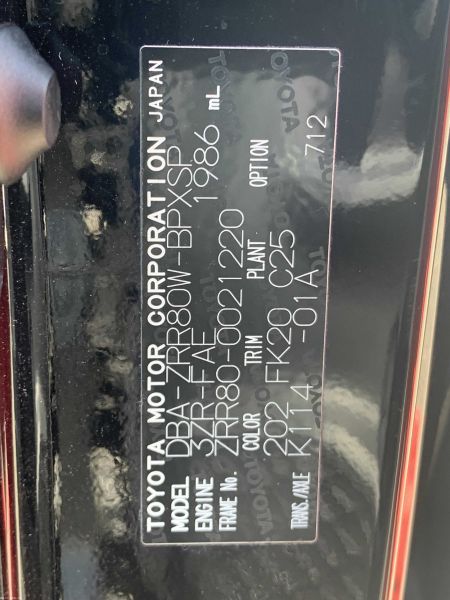 TOYOTA MOTOR CORPORATION JAPAN
MODEL DBA-ZRR80W-BPXSP
ENGINE 3ZR-FAE 1986 mL
FRAME No. ZRR80-0021220
COLOR TRIM PLANT OPTION
202 FK20 C25
TRANS./AXLE K114 -01A 712